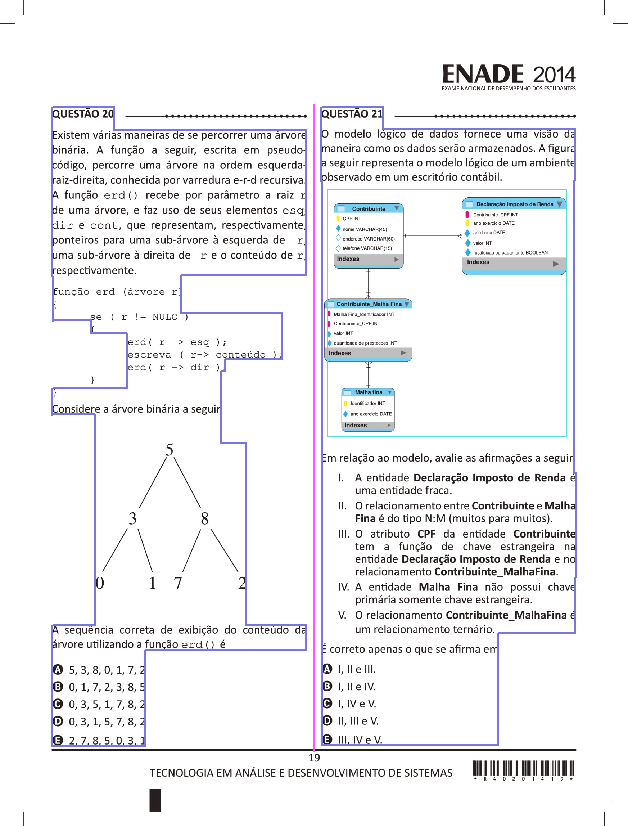 ENADE 2014
EXAME NACIONAL DE DESEMPENHO DOS ESTUDANTES
QUESTÃO 20
Existem várias maneiras de se percorrer uma árvore
binária. A função a seguir, escrita em pseudo-
código, percorre uma árvore na ordem esquerda-
raiz-direita, conhecida por varredura e-r-d recursiva.
A função erd() recebe por parâmetro a raiz r
de uma árvore, e faz uso de seus elementos esq,
dir e cont, que representam, respectivamente,
ponteiros para uma sub-árvore à esquerda de r,
uma sub-árvore à direita de r e o conteúdo de r,
respectivamente.
função erd (árvore r)
{
se ( r != NULO )
{
erd( r -> esq );
escreva ( r-> conteúdo );
erd( r -> dir );
}
}
Considere a árvore binária a seguir.
5
3 8
0 1 7 2
A sequência correta de exibição do conteúdo da
árvore utilizando a função erd() é
A 5, 3, 8, 0, 1, 7, 2
B 0, 1, 7, 2, 3, 8, 5
C 0, 3, 5, 1, 7, 8, 2
D 0, 3, 1, 5, 7, 8, 2
E 2, 7, 8, 5, 0, 3, 1
QUESTÃO 21
O modelo lógico de dados fornece uma visão da
maneira como os dados serão armazenados. A figura
a seguir representa o modelo lógico de um ambiente
observado em um escritório contábil.
Contribuinte
CPF INT
nome VARCHAR(45)
endereco VARCHAR(60)
telefone VARCHAR(15)
Indexes
Declaração Imposto de Renda
Contribuinte_CPF INT
ano exercício DATE
DATE
valor INT
BOOLEAN
Indexes
Contribuinte_Malha Fina
Malha Fina_Identificador INT
Contribuinte_CPF INT
valor INT
quantidade de prestações INT
Indexes
Malha fina
Identificador INT
ano exercício DATE
Indexes
Em relação ao modelo, avalie as afirmações a seguir.
I. A entidade Declaração Imposto de Renda é
uma entidade fraca.
II. O relacionamento entre Contribuinte e Malha
Fina é do tipo N:M (muitos para muitos).
III. O atributo CPF da entidade Contribuinte
tem a função de chave estrangeira na
entidade Declaração Imposto de Renda e no
relacionamento Contribuinte_MalhaFina.
IV. A entidade Malha Fina não possui chave
primária somente chave estrangeira.
V. O relacionamento Contribuinte_MalhaFina é
um relacionamento ternário.
É correto apenas o que se afirma em
A I, II e III.
B I, II e IV.
C I, IV e V.
D II, III e V.
E III, IV e V.
19
TECNOLOGIA EM ANÁLISE E DESENVOLVIMENTO DE SISTEMAS